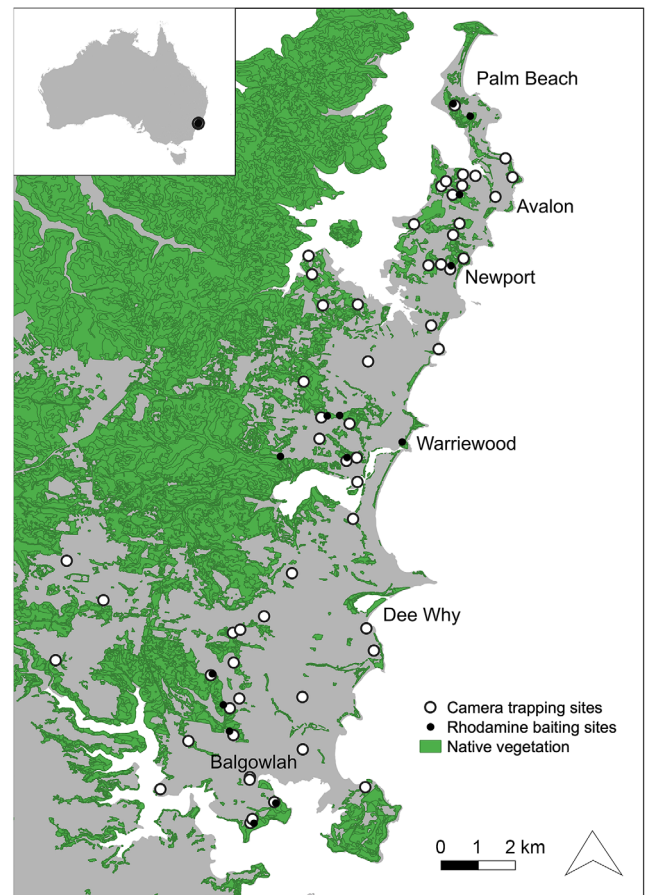 Palm Beach
Avalon
Newport
Warriewood
Dee Why
Camera trapping sites
Rhodamine baiting sites
Native vegetation
Balgowlah
0 1 2 km